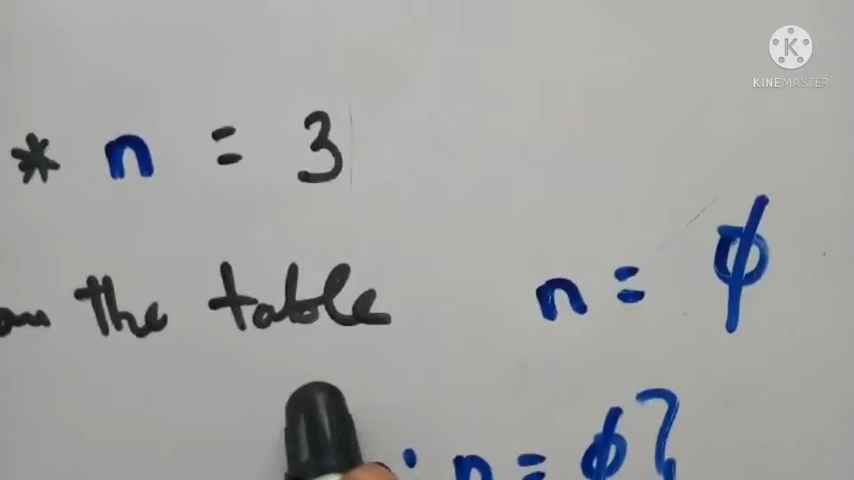 K
KINEMASTER
* n = 3
the table
n = ϕ
n = ϕ?